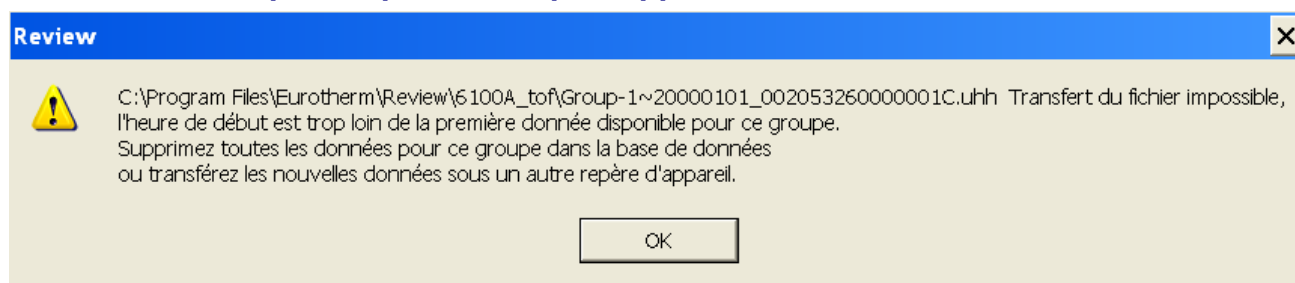 Review
C:\Program Files\Eurotherm\Review\6100A_tof\Group-1~20000101_002053260000001C.uhh Transfert du fichier impossible,
l'heure de début est trop loin de la première donnée disponible pour ce groupe.
Supprimez toutes les données pour ce groupe dans la base de données
ou transférez les nouvelles données sous un autre repère d'appareil.
OK